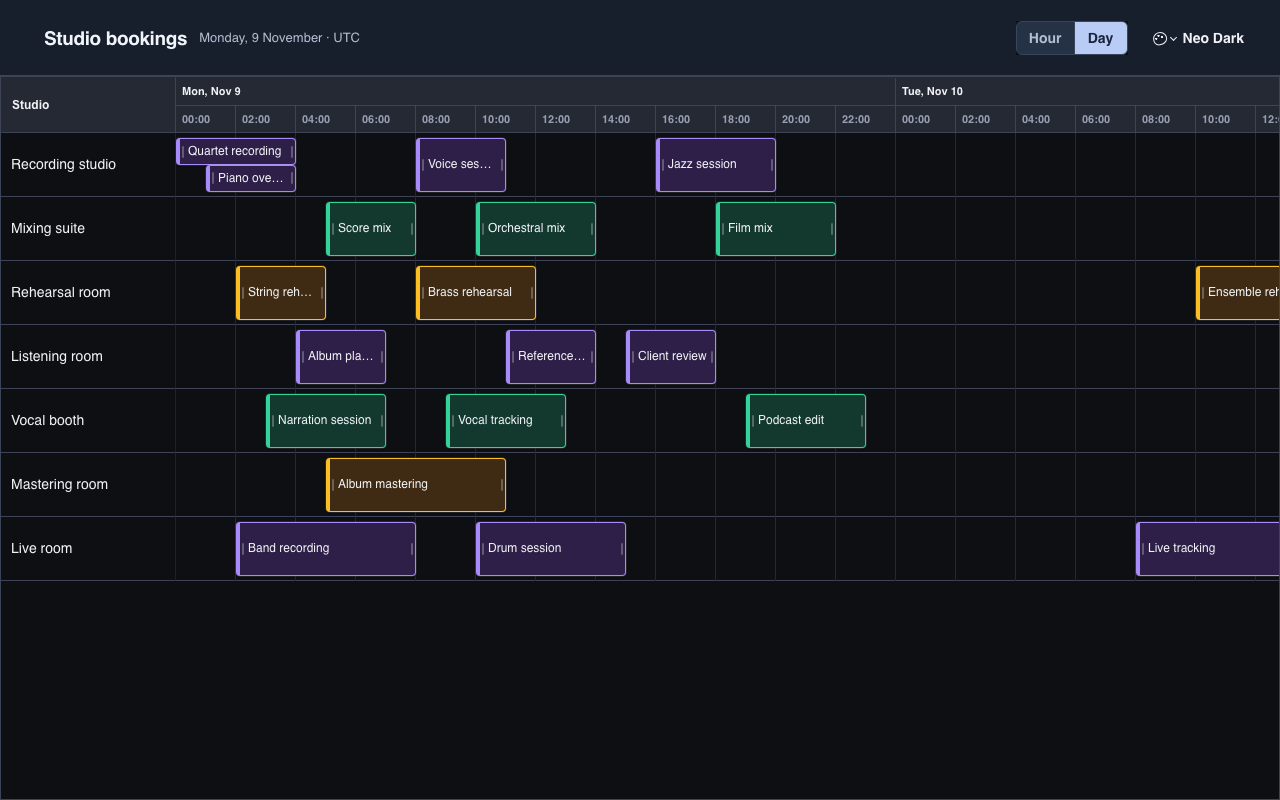 Studio bookings Monday, 9 November · UTC Hour Day Neo Dark
Studio Mon, Nov 9 Tue, Nov 10
00:00 02:00 04:00 06:00 08:00 10:00 12:00 14:00 16:00 18:00 20:00 22:00 00:00 02:00 04:00 06:00 08:00 10:00 12:
Recording studio Quartet recording Piano ove… Voice ses… Jazz session
Mixing suite Score mix Orchestral mix Film mix
Rehearsal room String reh… Brass rehearsal Ensemble reh
Listening room Album pla… Reference… Client review
Vocal booth Narration session Vocal tracking Podcast edit
Mastering room Album mastering
Live room Band recording Drum session Live tracking